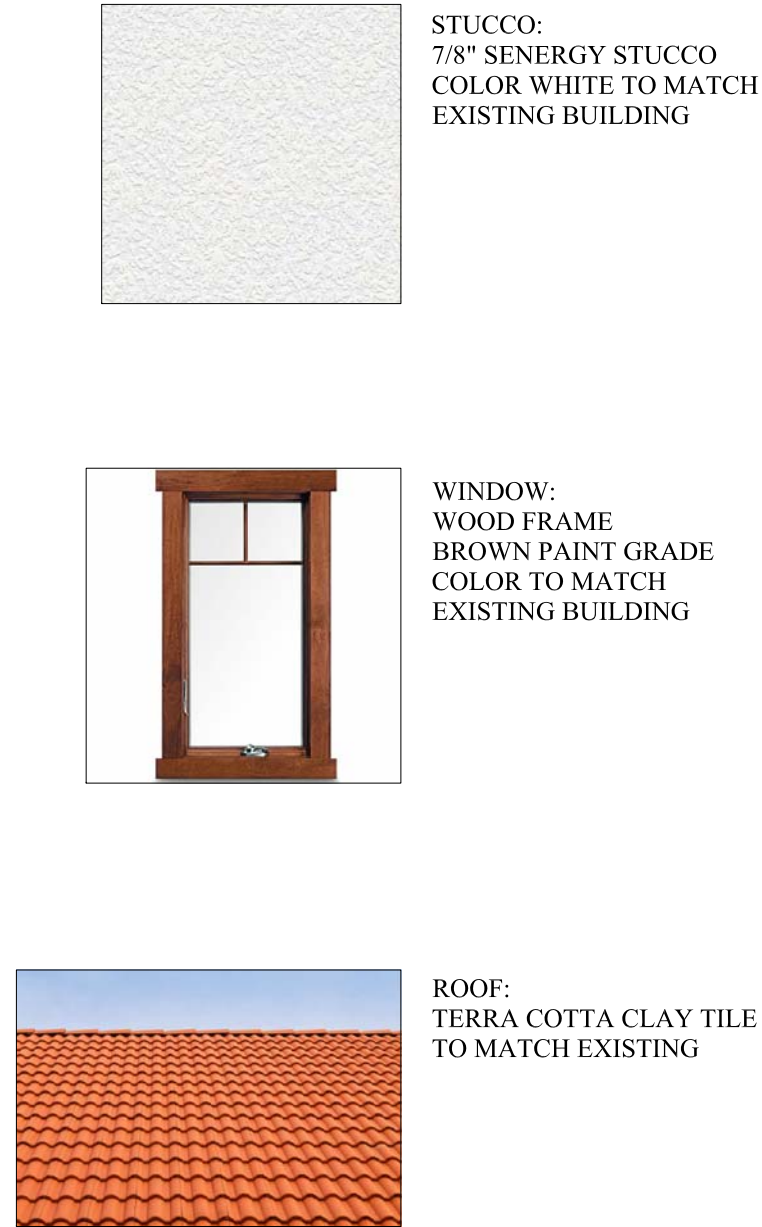 STUCCO:
7/8" SENERGY STUCCO
COLOR WHITE TO MATCH
EXISTING BUILDING
WINDOW:
WOOD FRAME
BROWN PAINT GRADE
COLOR TO MATCH
EXISTING BUILDING
ROOF:
TERRA COTTA CLAY TILE
TO MATCH EXISTING